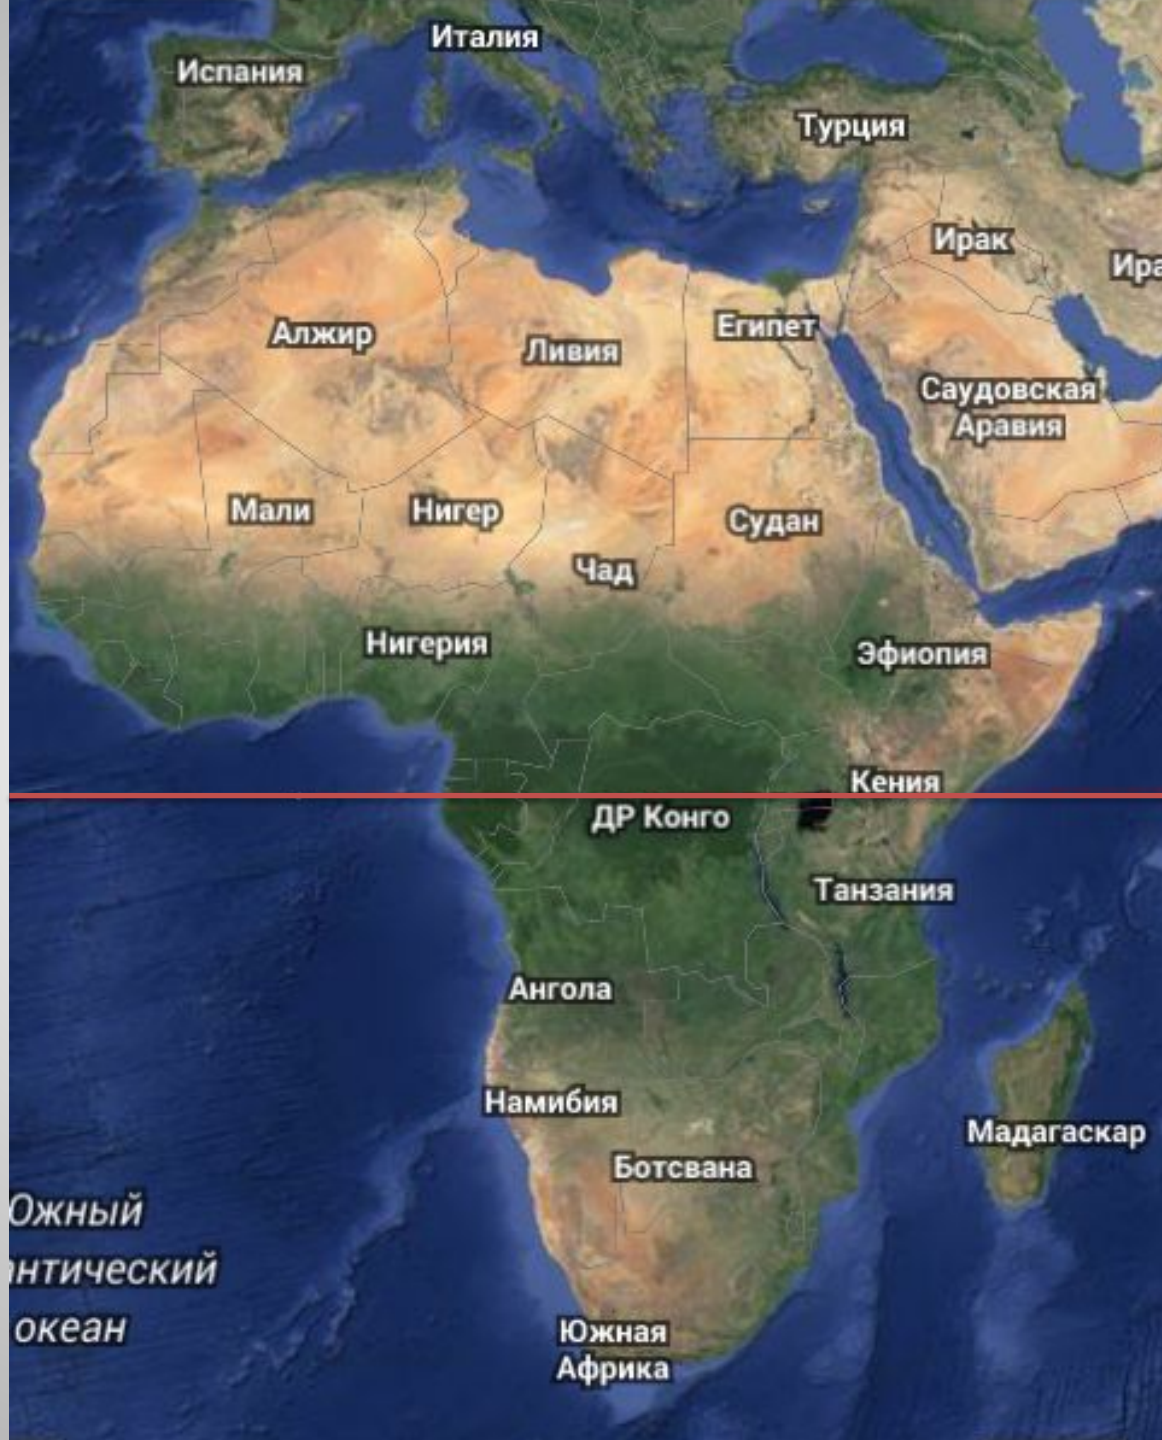 Италия
Испания
Турция
Ирак
Ира
Алжир
Ливия
Египет
Саудовская
Аравия
Мали
Нигер
Судан
Чад
Нигерия
Эфиопия
Кения
ДР Конго
Танзания
Ангола
Намибия
Мадагаскар
Ботсвана
Южный
нтический
океан
Южная
Африка